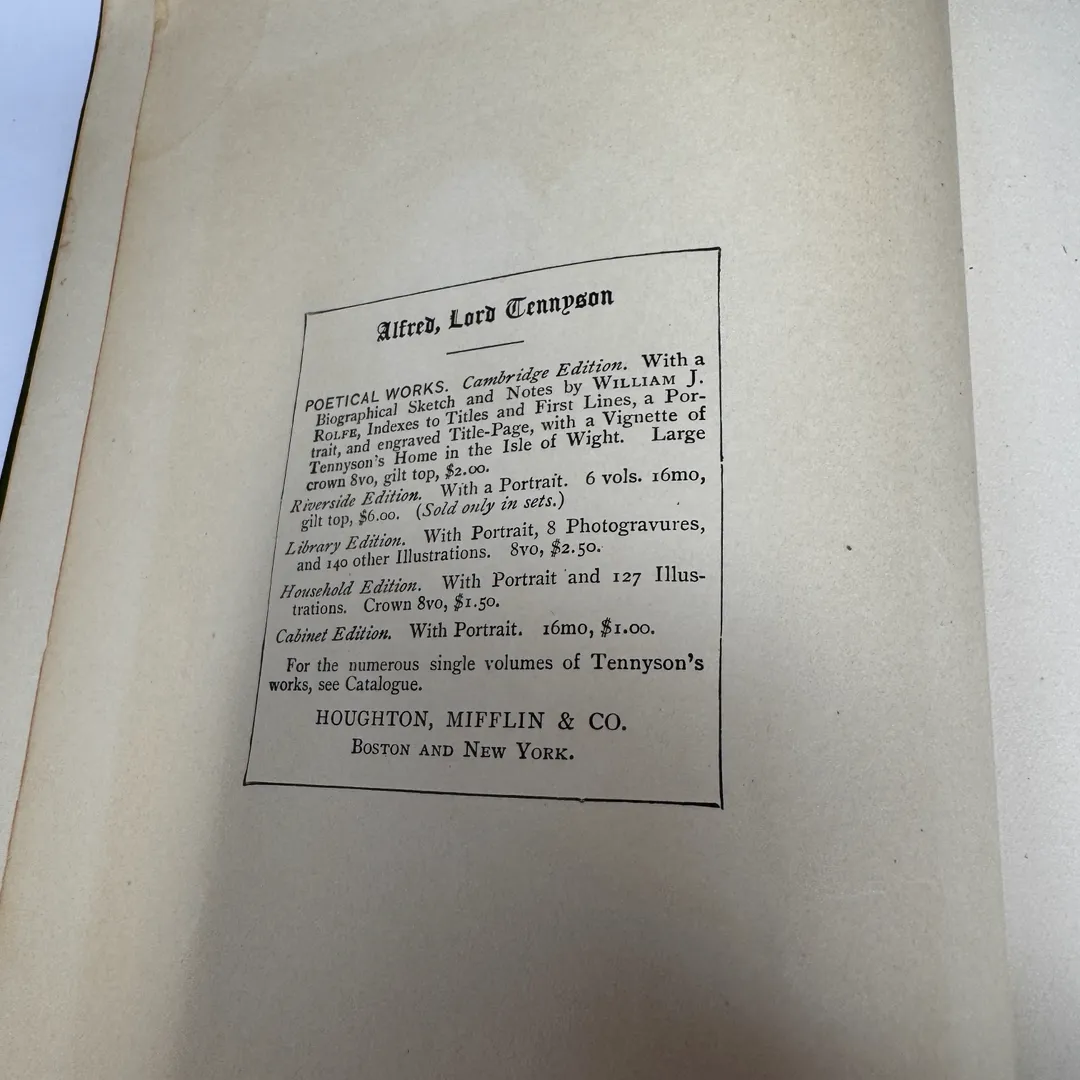 Alfred, Lord Tennyson
POETICAL WORKS. Cambridge Edition. With a
Biographical Sketch and Notes by WILLIAM J.
ROLFE, Indexes to Titles and First Lines, a Por-
trait, and engraved Title-Page, with a Vignette of
Tennyson's Home in the Isle of Wight. Large
crown 8vo, gilt top, $2.00.
Riverside Edition. With a Portrait. 6 vols. 16mo,
gilt top, $6.00. (Sold only in sets.)
Library Edition. With Portrait, 8 Photogravures,
and 140 other Illustrations. 8vo, $2.50.
Household Edition. With Portrait and 127 Illus-
trations. Crown 8vo, $1.50.
Cabinet Edition. With Portrait. 16mo, $1.00.
For the numerous single volumes of Tennyson's
works, see Catalogue.
HOUGHTON, MIFFLIN & CO.
BOSTON AND NEW YORK.